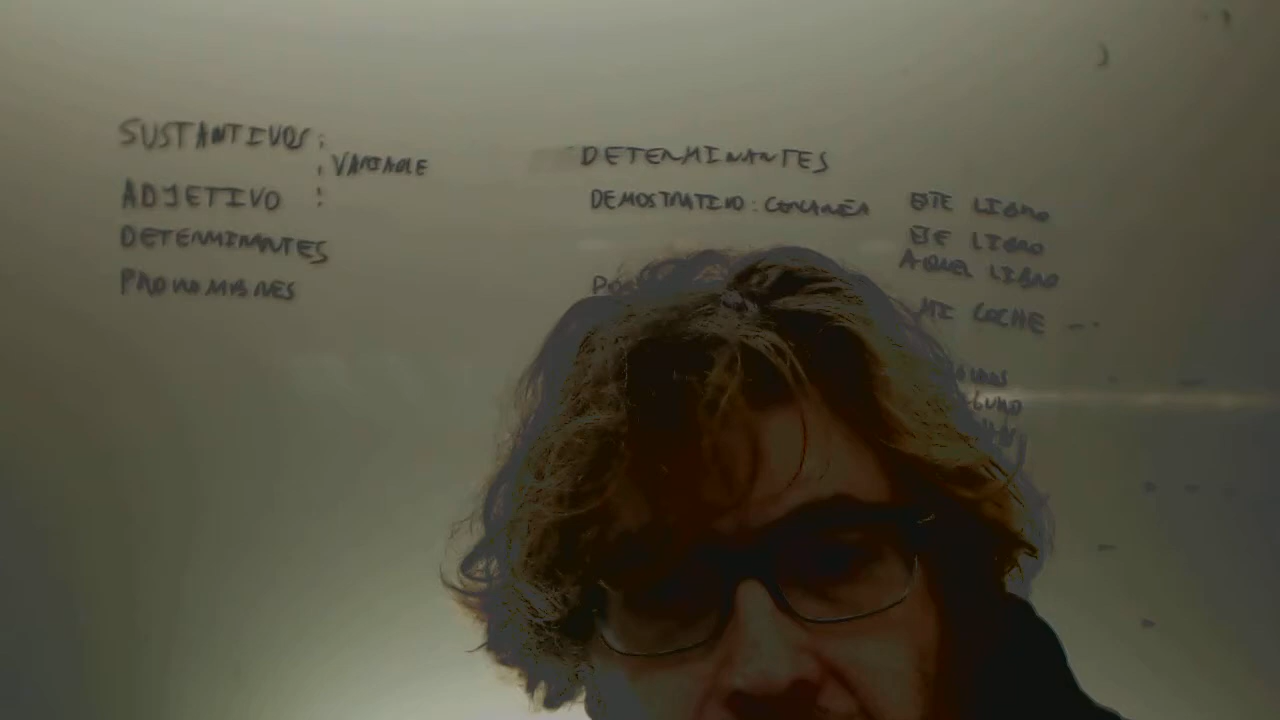 SUSTANTIVOS :
: VARIABLE
ADJETIVO :
DETERMINANTES
PRONOMBRES
DETERMINANTES
DEMOSTRATIVO : CERCANÍA
ESTE LIBRO
ESE LIBRO
AQUEL LIBRO
MI COCHE ...